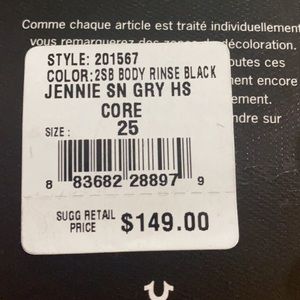 Comme chaque article est traité individuellement
vous remarquerez des décoloration.
STYLE: 201567
COLOR:2SB BODY RINSE BLACK
JENNIE SN GRY HS
CORE
SIZE : 25
outes ces
ment encore
ement.
ndre sur
8 83682 28897 9
SUGG RETAIL
PRICE $149.00